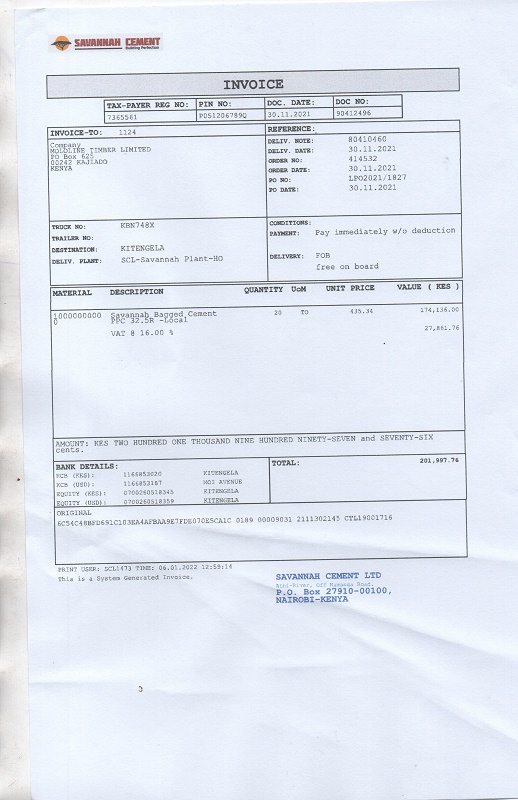 SAVANNAH CEMENT
Building Perfection
INVOICE
TAX-PAYER REG NO: PIN NO: DOC. DATE: DOC NO:
7365561 P051206789Q 30.11.2021 90412496
INVOICE-TO: 1124
Company
MOLDLINE TIMBER LIMITED
PO Box 625
00242 KAJIADO
KENYA
REFERENCE:
DELIV. NOTE: 80410460
DELIV. DATE: 30.11.2021
ORDER NO: 414532
ORDER DATE: 30.11.2021
PO NO: LPO2021/1827
PO DATE: 30.11.2021
TRUCK NO: KBN748X
TRAILER NO:
DESTINATION: KITENGELA
DELIV. PLANT: SCL-Savannah Plant-HO
CONDITIONS:
PAYMENT: Pay immediately w/o deduction
DELIVERY: FOB
free on board
MATERIAL DESCRIPTION QUANTITY UoM UNIT PRICE VALUE ( KES )
1000000000 Savannah Bagged Cement 20 TO 435.34 174,136.00
0 PPC 32.5R -Local
VAT 8 16.00 % 27,861.76
AMOUNT: KES TWO HUNDRED ONE THOUSAND NINE HUNDRED NINETY-SEVEN and SEVENTY-SIX
cents.
BANK DETAILS:
KCB (KES): 1166853020 KITENGELA
KCB (USD): 1166853187 MOI AVENUE
EQUITY (KES): 0700260518345 KITENGELA
EQUITY (USD): 0700260518359 KITENGELA
TOTAL: 201,997.76
ORIGINAL
6C54C48BFD691C103EA4AFBAA9E7FDE070E5CA1C 0189 00009031 2111302145 CTL19001716
PRINT USER: SCL1473 TIME: 06.01.2022 12:59:14
This is a System Generated Invoice.
SAVANNAH CEMENT LTD
Athi-River, Off Namanga Road,
P.O. Box 27910-00100,
NAIROBI-KENYA